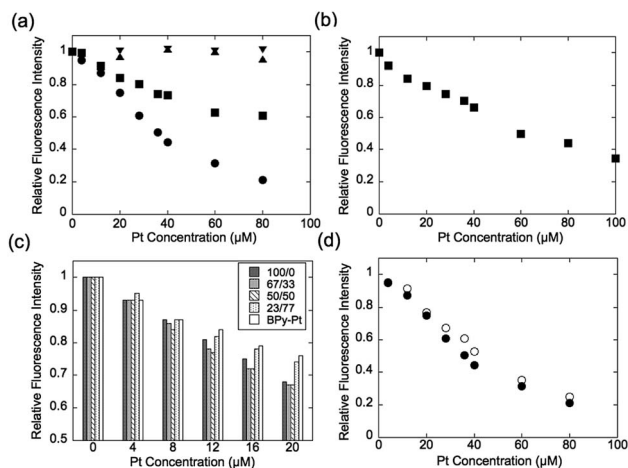 (a)
Relative Fluorescence Intensity
1
0.8
0.6
0.4
0.2
0
0 20 40 60 80 100
Pt Concentration (µM)
(b)
Relative Fluorescence Intensity
1
0.8
0.6
0.4
0.2
0
0 20 40 60 80 100
Pt Concentration (µM)
(c)
Relative Fluorescence Intensity
1
0.9
0.8
0.7
0.6
0.5
100/0
67/33
50/50
23/77
BPy-Pt
0 4 8 12 16 20
Pt Concentration (µM)
(d)
Relative Fluorescence Intensity
1
0.8
0.6
0.4
0.2
0
0 20 40 60 80 100
Pt Concentration (µM)